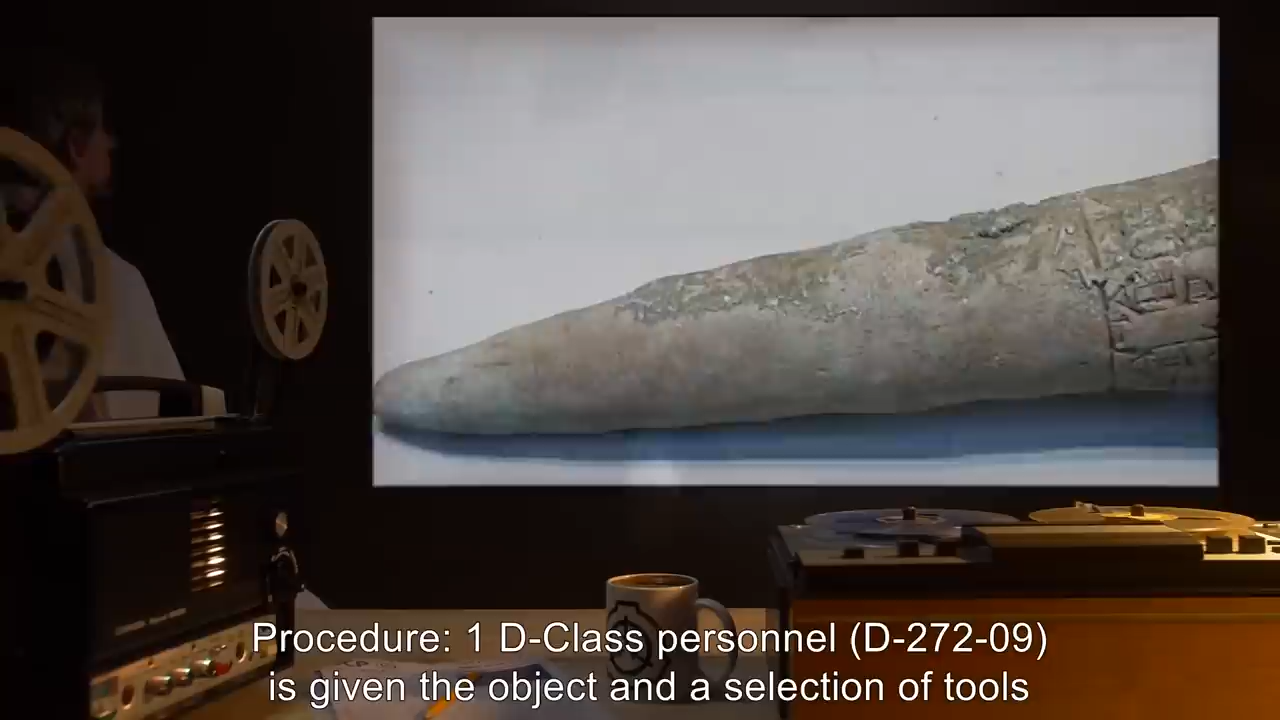 Procedure: 1 D-Class personnel (D-272-09)
is given the object and a selection of tools